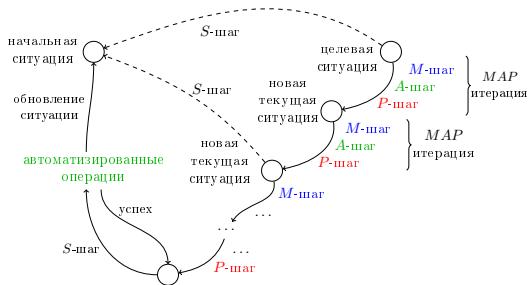 S-шаг
начальная
ситуация
целевая
ситуация
M-шаг
A-шаг
P-шаг
MAP
итерация
S-шаг
новая
текущая
ситуация
M-шаг
A-шаг
P-шаг
MAP
итерация
обновление
ситуации
новая
текущая
ситуация
M-шаг
автоматизированные
операции
успех
...
...
...
S-шаг
P-шаг